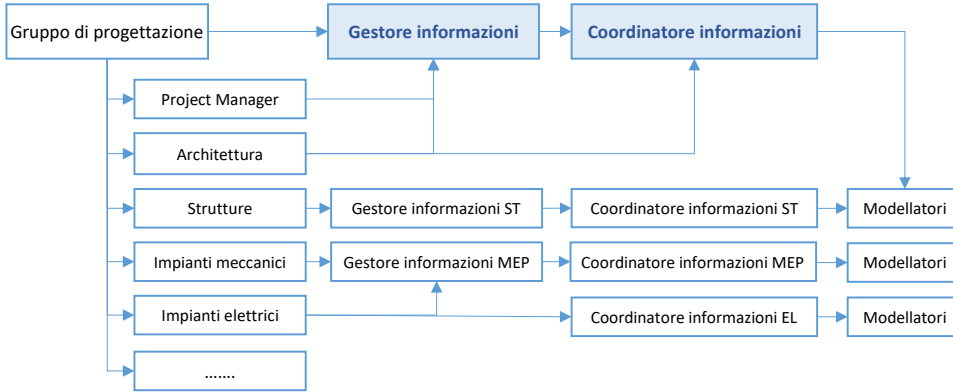 Gruppo di progettazione
Gestore informazioni
Coordinatore informazioni
Project Manager
Architettura
Strutture
Gestore informazioni ST
Coordinatore informazioni ST
Modellatori
Impianti meccanici
Gestore informazioni MEP
Coordinatore informazioni MEP
Modellatori
Impianti elettrici
Coordinatore informazioni EL
Modellatori
…….